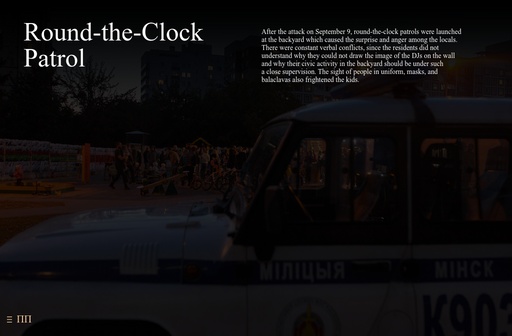 Round-the-Clock
Patrol
After the attack on September 9, round-the-clock patrols were launched
at the backyard which caused the surprise and anger among the locals.
There were constant verbal conflicts, since the residents did not
understand why they could not draw the image of the DJs on the wall
and why their civic activity in the backyard should be under such
a close supervision. The sight of people in uniform, masks, and
balaclavas also frightened the kids.
МІЛІЦЫЯ
МІНСК
K903
ПП